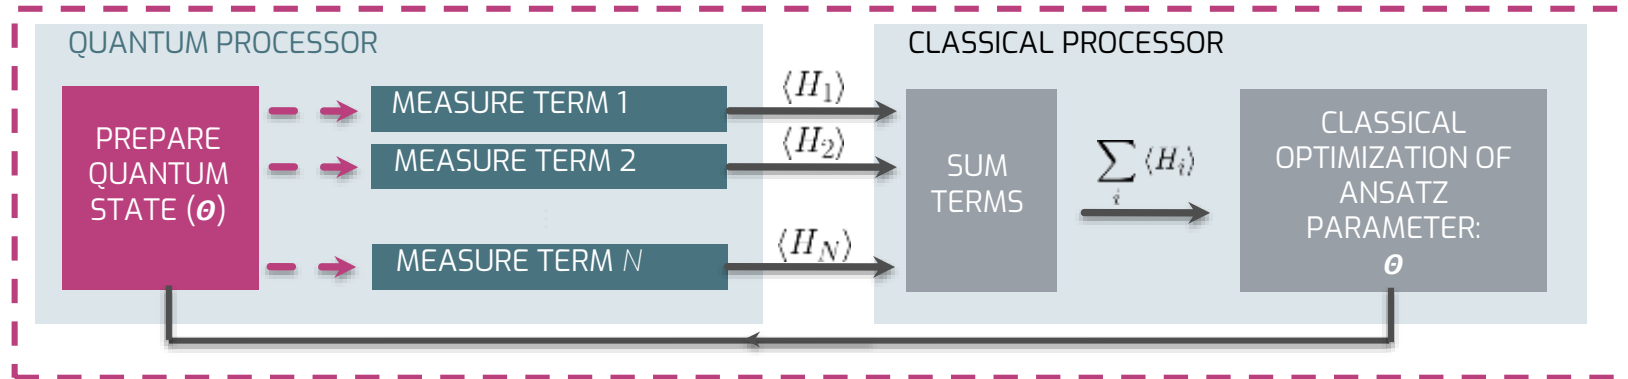 QUANTUM PROCESSOR
PREPARE
QUANTUM
STATE (θ)
MEASURE TERM 1
MEASURE TERM 2
⋮
MEASURE TERM N
⟨H₁⟩
⟨H₂⟩
⟨H_N⟩
CLASSICAL PROCESSOR
SUM
TERMS
∑ ⟨Hᵢ⟩
i
CLASSICAL
OPTIMIZATION OF
ANSATZ
PARAMETER:
θ